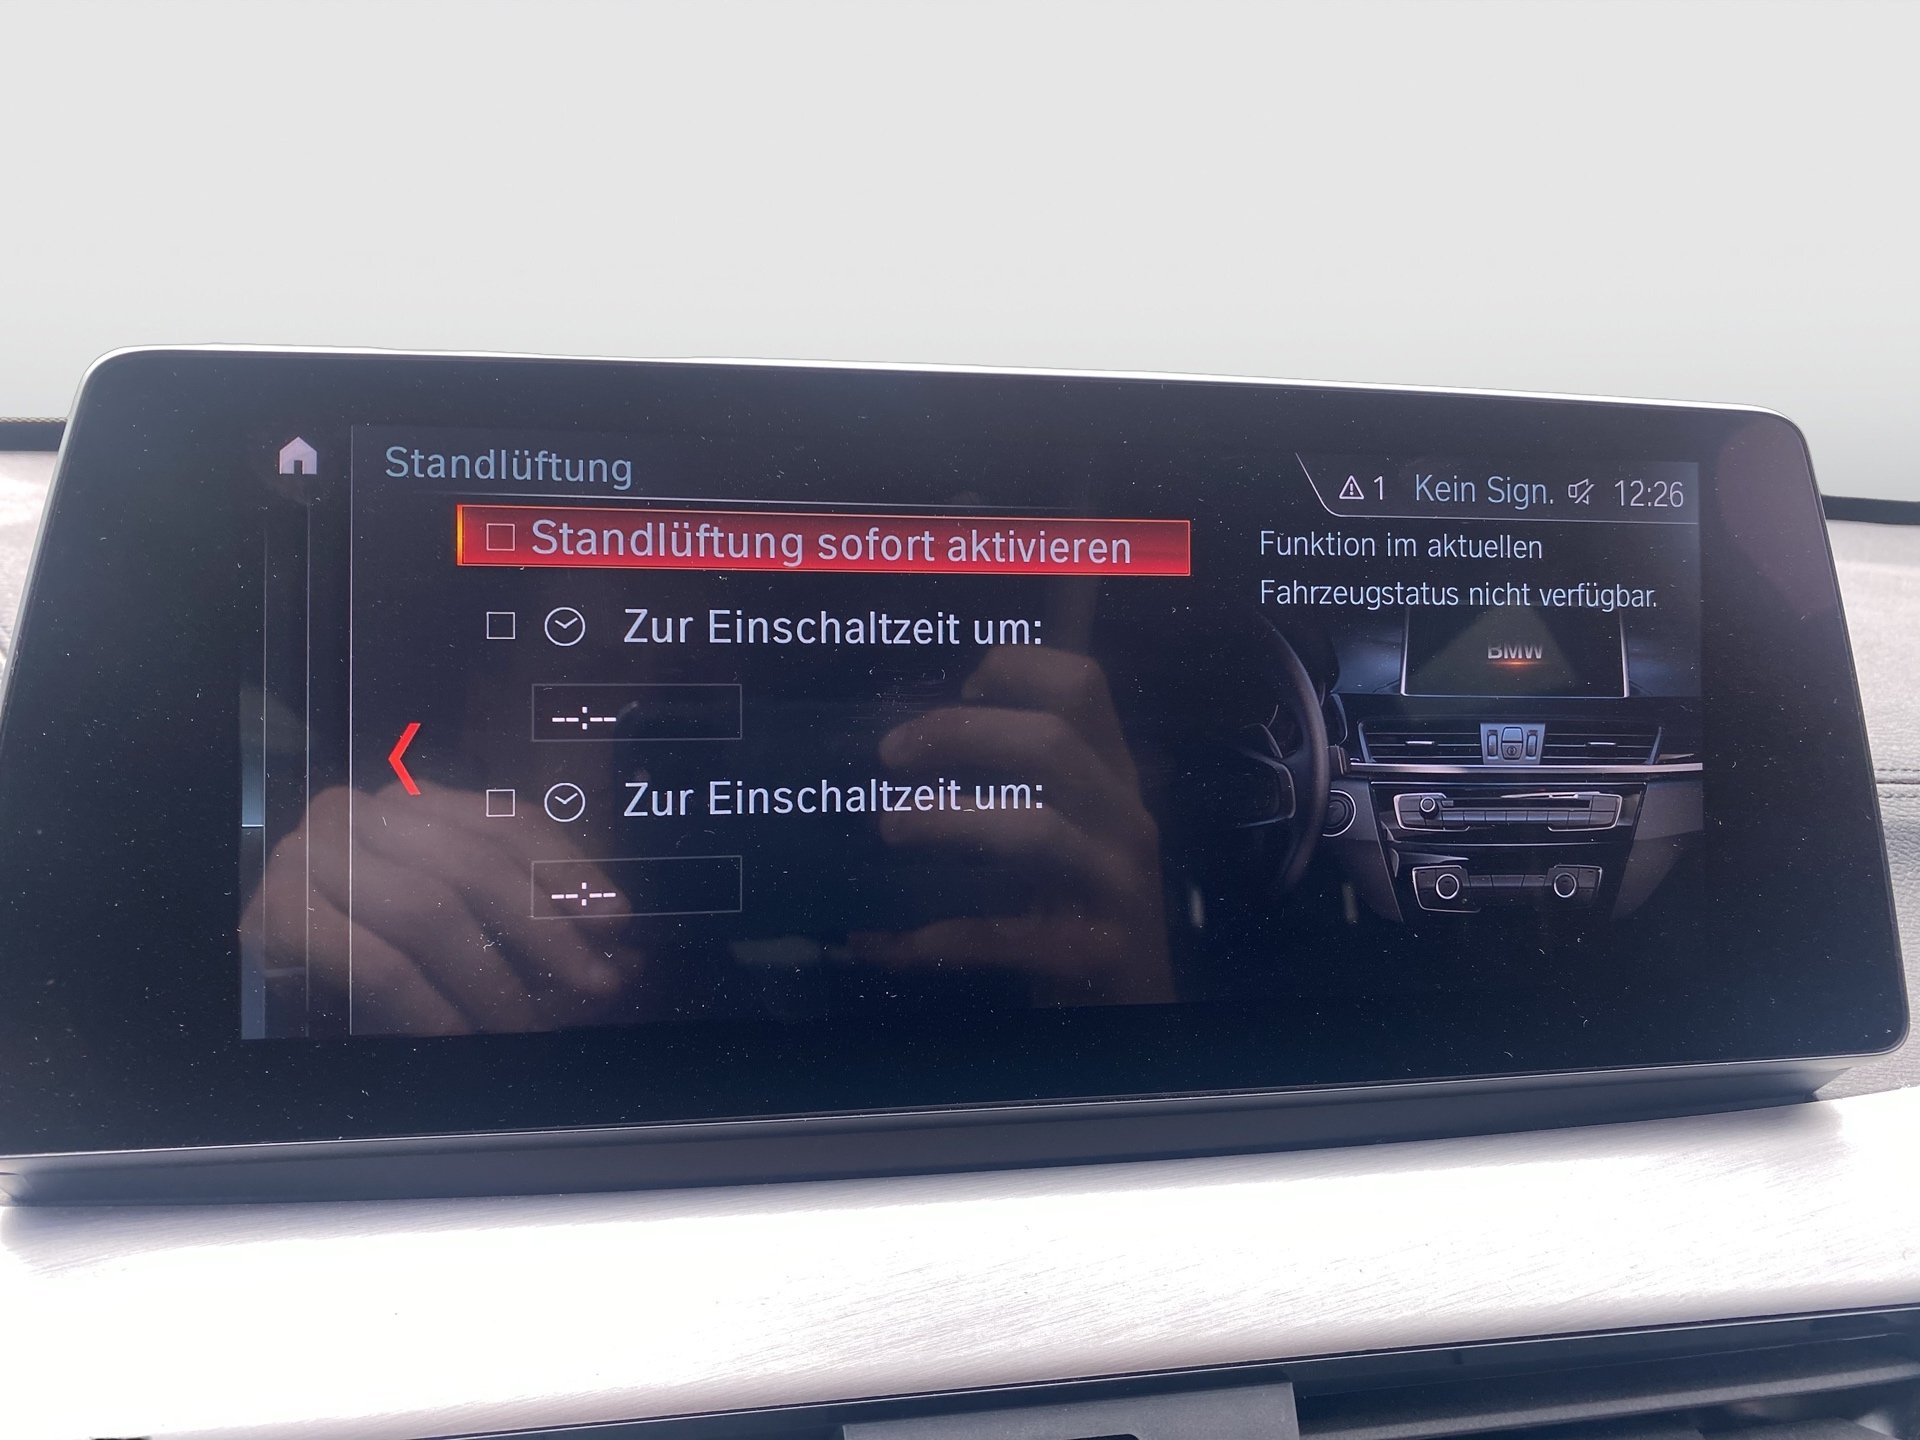 Standlüftung
1 Kein Sign. 12:26
Standlüftung sofort aktivieren
Funktion im aktuellen
Fahrzeugstatus nicht verfügbar.
Zur Einschaltzeit um:
--:--
Zur Einschaltzeit um:
--:--
BMW